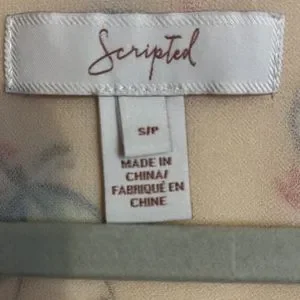 Scripted
S/P
MADE IN
CHINA/
FABRIQUÉ EN
CHINE